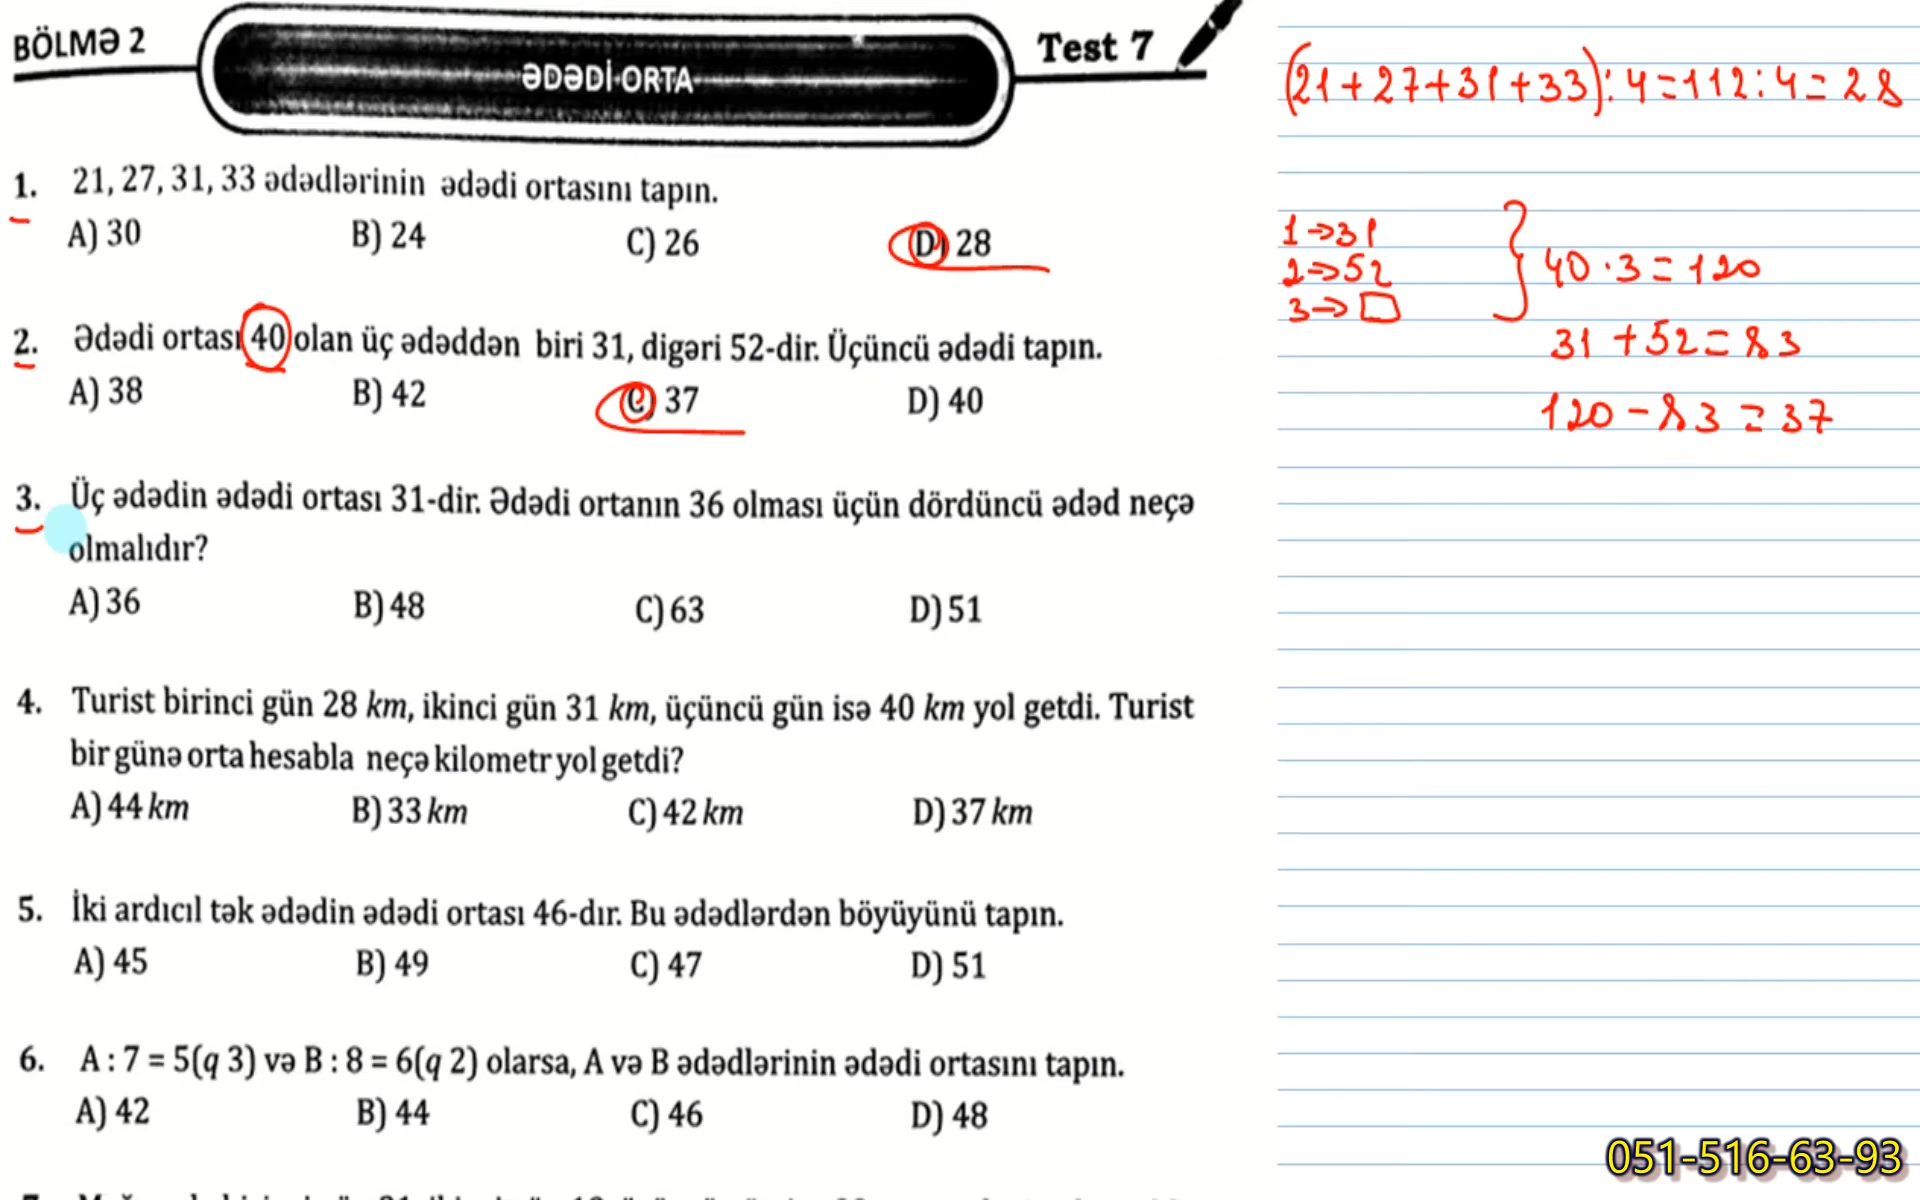 BÖLMƏ 2
ƏDƏDİ ORTA
Test 7
1. 21, 27, 31, 33 ədədlərinin ədədi ortasını tapın.
A) 30 B) 24 C) 26 D) 28
2. Ədədi ortası 40 olan üç ədəddən biri 31, digəri 52-dir. Üçüncü ədədi tapın.
A) 38 B) 42 C) 37 D) 40
3. Üç ədədin ədədi ortası 31-dir. Ədədi ortanın 36 olması üçün dördüncü ədəd neçə
olmalıdır?
A) 36 B) 48 C) 63 D) 51
4. Turist birinci gün 28 km, ikinci gün 31 km, üçüncü gün isə 40 km yol getdi. Turist
bir günə orta hesabla neçə kilometr yol getdi?
A) 44 km B) 33 km C) 42 km D) 37 km
5. İki ardıcıl tək ədədin ədədi ortası 46-dır. Bu ədədlərdən böyüyünü tapın.
A) 45 B) 49 C) 47 D) 51
6. A : 7 = 5(q 3) və B : 8 = 6(q 2) olarsa, A və B ədədlərinin ədədi ortasını tapın.
A) 42 B) 44 C) 46 D) 48
(21+27+31+33):4=112:4=28
1→31
2→52
3→□
40·3=120
31+52=83
120-83=37
051-516-63-93